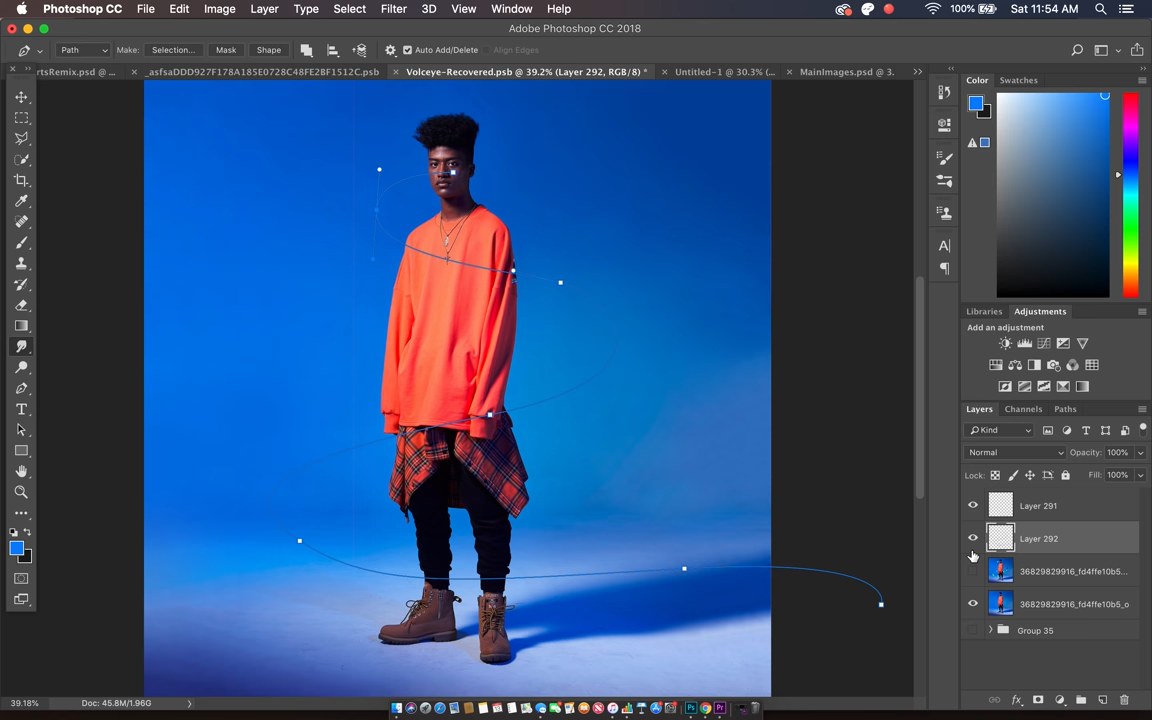 Photoshop CC File Edit Image Layer Type Select Filter 3D View Window Help 100% Sat 11:54 AM
Adobe Photoshop CC 2018
Path Make: Selection... Mask Shape Auto Add/Delete Align Edges
rtsRemix.psd @ ... _asfsaDDD927F178A185E0728C48FE2BF1512C.psb Volceye-Recovered.psb @ 39.2% (Layer 292, RGB/8) * Untitled-1 @ 30.3% (... MainImages.psd @ 3.
Color Swatches
Libraries Adjustments
Add an adjustment
Layers Channels Paths
Kind
Normal Opacity: 100%
Lock: Fill: 100%
Layer 291
Layer 292
36829829916_fd4ffe10b5...
36829829916_fd4ffe10b5_o
Group 35
39.18% Doc: 45.8M/1.96G